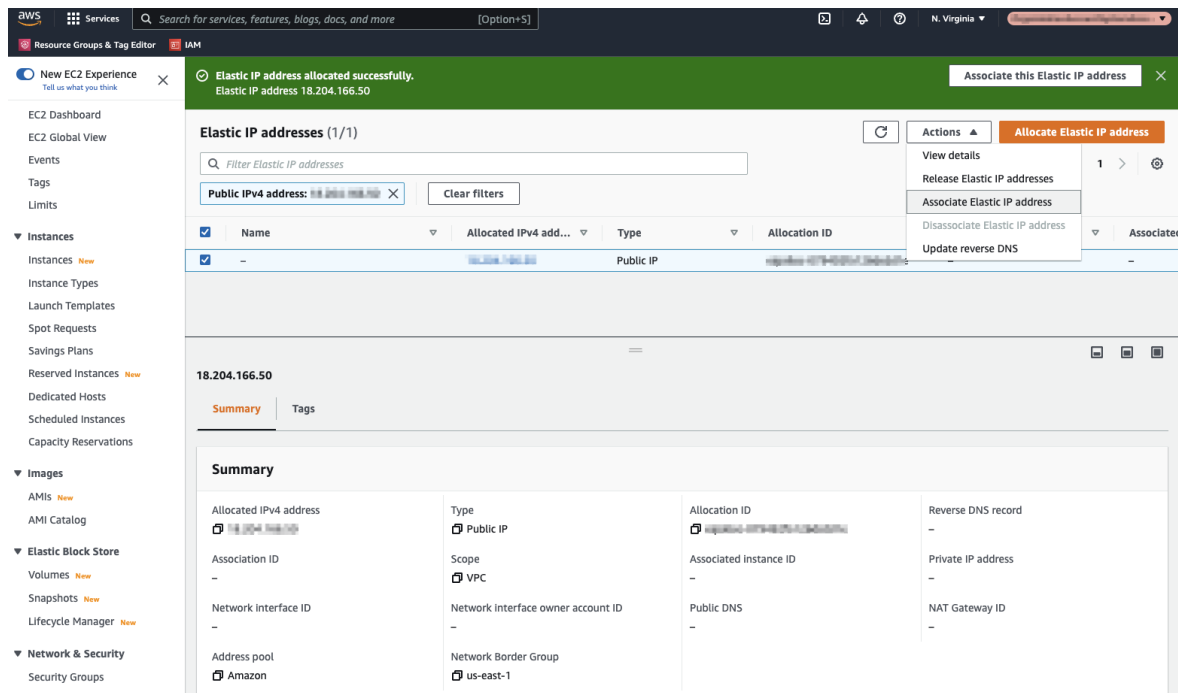 aws Services Search for services, features, blogs, docs, and more [Option+S] N. Virginia
Resource Groups & Tag Editor IAM
New EC2 Experience
Tell us what you think
EC2 Dashboard
EC2 Global View
Events
Tags
Limits
Instances
Instances New
Instance Types
Launch Templates
Spot Requests
Savings Plans
Reserved Instances New
Dedicated Hosts
Scheduled Instances
Capacity Reservations
Images
AMIs New
AMI Catalog
Elastic Block Store
Volumes New
Snapshots New
Lifecycle Manager New
Network & Security
Security Groups
Elastic IP address allocated successfully.
Elastic IP address 18.204.166.50
Associate this Elastic IP address
Elastic IP addresses (1/1)
Actions
Allocate Elastic IP address
Filter Elastic IP addresses
1
Public IPv4 address:
Clear filters
View details
Release Elastic IP addresses
Associate Elastic IP address
Disassociate Elastic IP address
Update reverse DNS
Name Allocated IPv4 add... Type Allocation ID Associated
– Public IP – –
18.204.166.50
Summary Tags
Summary
Allocated IPv4 address
Type
Public IP
Allocation ID
Reverse DNS record
–
Association ID
–
Scope
VPC
Associated instance ID
–
Private IP address
–
Network interface ID
–
Network interface owner account ID
–
Public DNS
–
NAT Gateway ID
–
Address pool
Amazon
Network Border Group
us-east-1